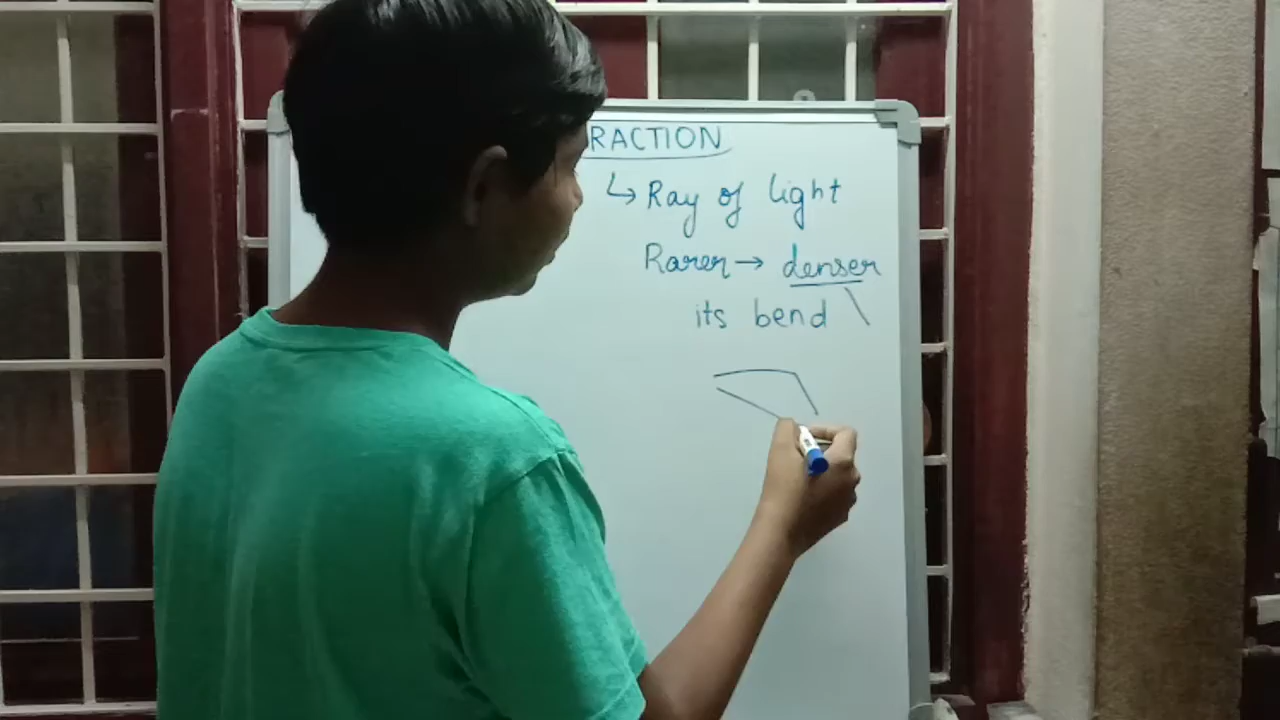 RACTION
↳ Ray of light
Rarer → denser
its bend